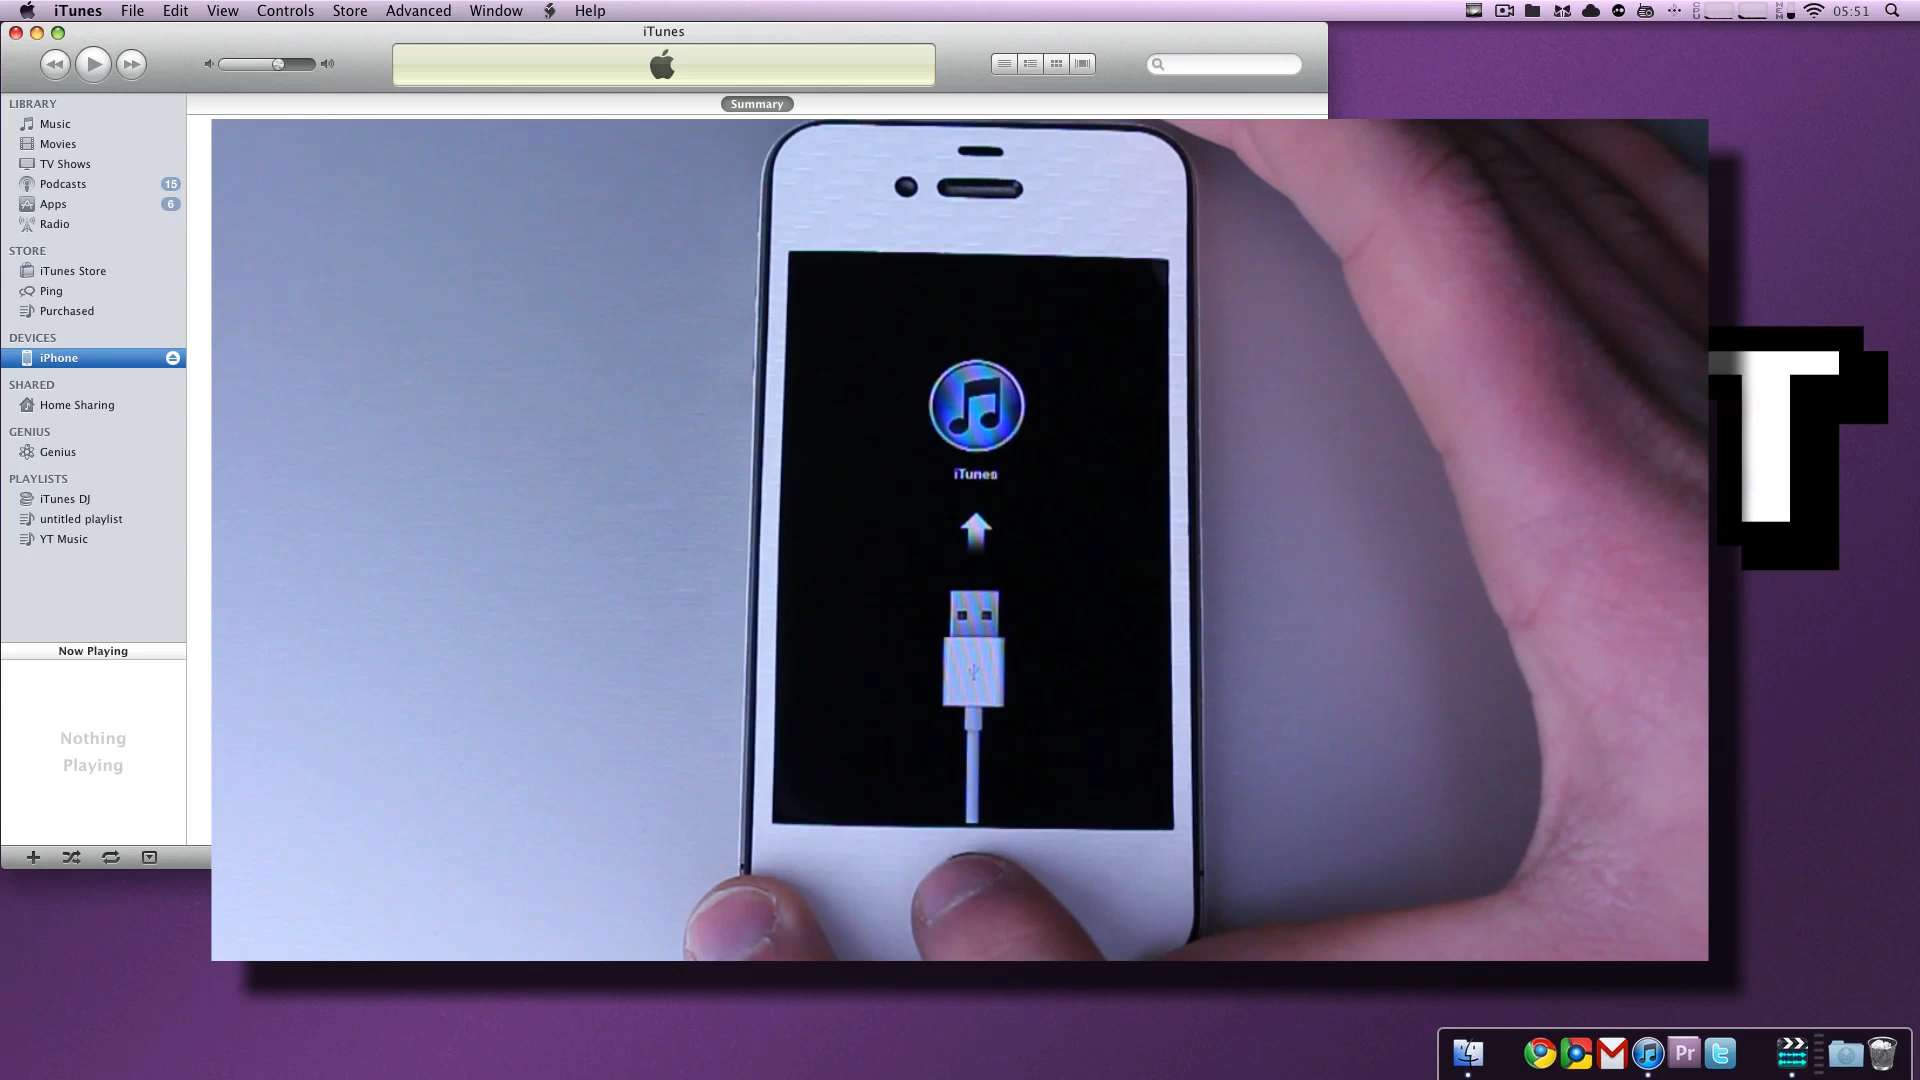 iTunes File Edit View Controls Store Advanced Window Help 05:51
iTunes
Summary
LIBRARY
Music
Movies
TV Shows
Podcasts 15
Apps 6
Radio
STORE
iTunes Store
Ping
Purchased
DEVICES
iPhone
SHARED
Home Sharing
GENIUS
Genius
PLAYLISTS
iTunes DJ
untitled playlist
YT Music
Now Playing
Nothing
Playing
iTunes
T
Pr